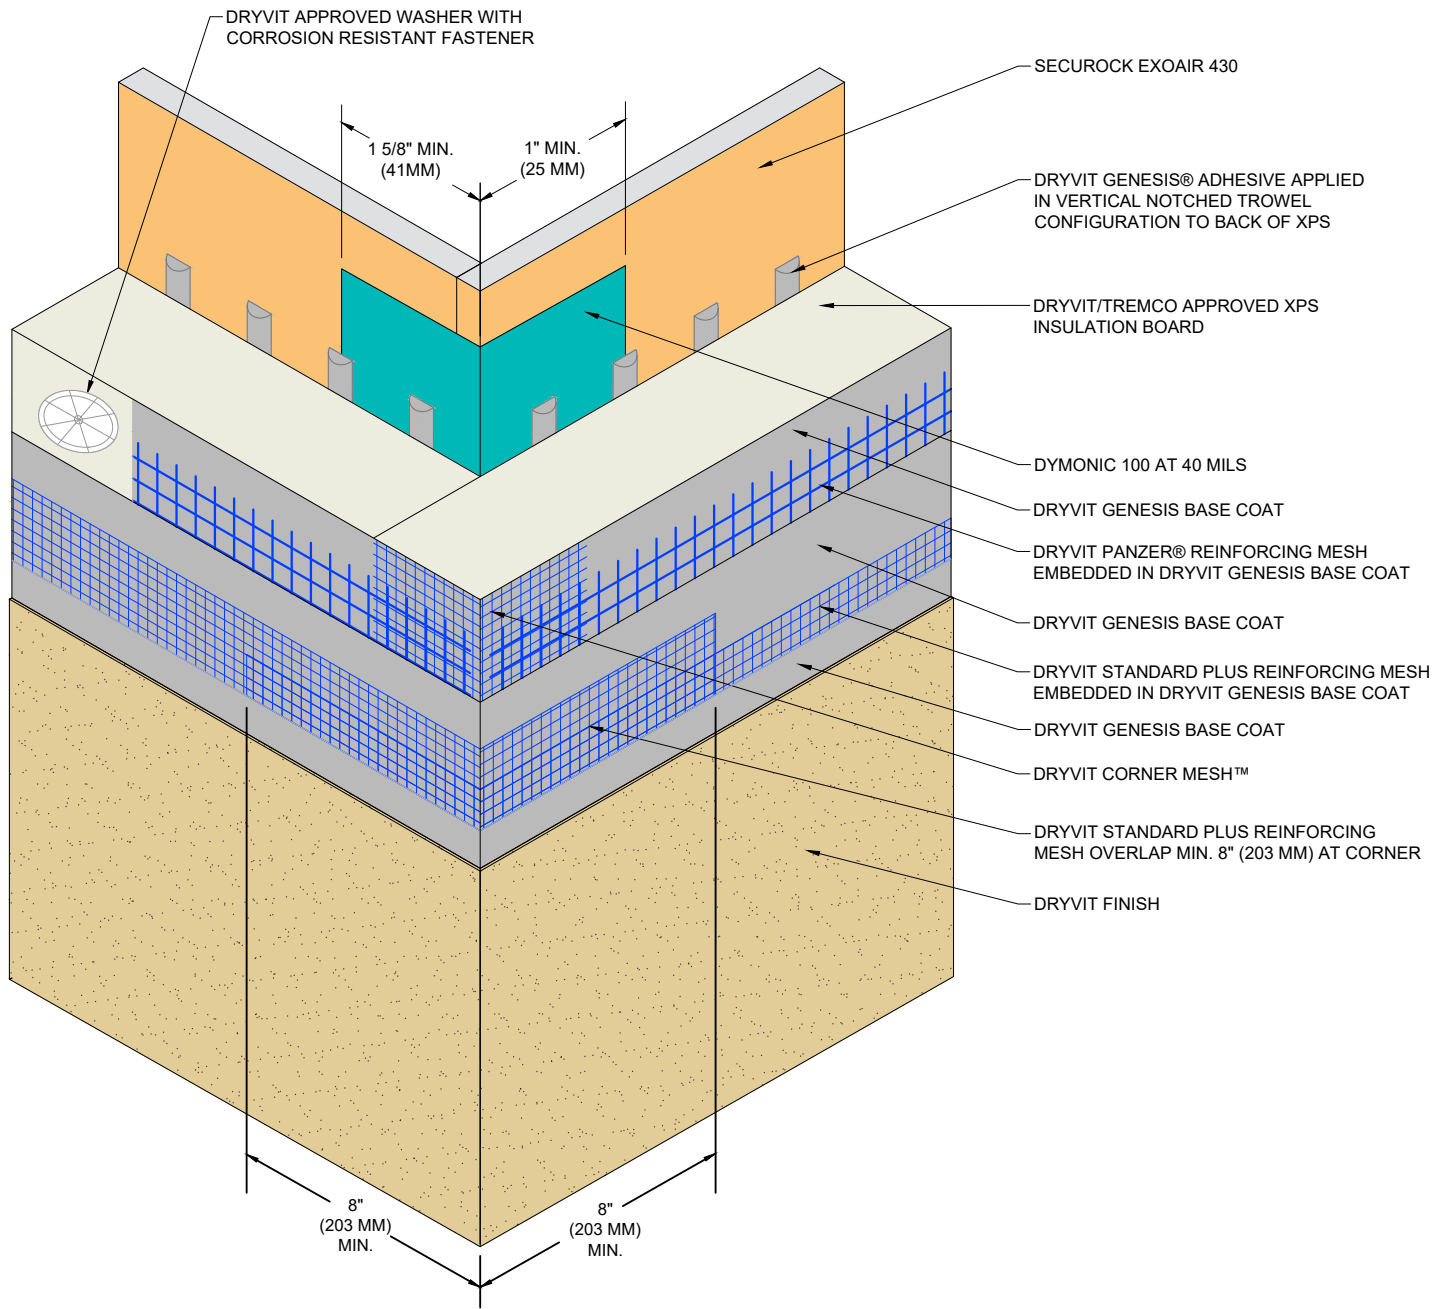 DRYVIT APPROVED WASHER WITH
CORROSION RESISTANT FASTENER
1 5/8" MIN.
(41MM)
1" MIN.
(25 MM)
SECUROCK EXOAIR 430
DRYVIT GENESIS® ADHESIVE APPLIED
IN VERTICAL NOTCHED TROWEL
CONFIGURATION TO BACK OF XPS
DRYVIT/TREMCO APPROVED XPS
INSULATION BOARD
DYMONIC 100 AT 40 MILS
DRYVIT GENESIS BASE COAT
DRYVIT PANZER® REINFORCING MESH
EMBEDDED IN DRYVIT GENESIS BASE COAT
DRYVIT GENESIS BASE COAT
DRYVIT STANDARD PLUS REINFORCING MESH
EMBEDDED IN DRYVIT GENESIS BASE COAT
DRYVIT GENESIS BASE COAT
DRYVIT CORNER MESH™
DRYVIT STANDARD PLUS REINFORCING
MESH OVERLAP MIN. 8" (203 MM) AT CORNER
DRYVIT FINISH
8"
(203 MM)
MIN.
8"
(203 MM)
MIN.